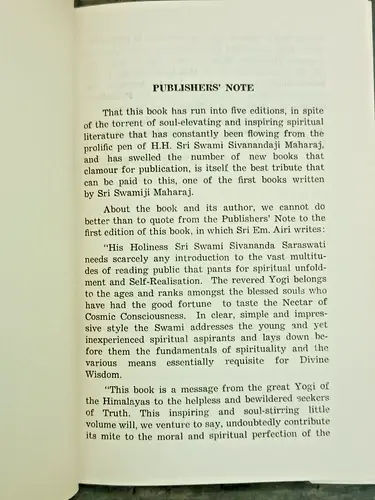 PUBLISHERS' NOTE
That this book has run into five editions, in spite
of the torrent of soul-elevating and inspiring spiritual
literature that has constantly been flowing from the
prolific pen of H.H. Sri Swami Sivanandaji Maharaj,
and has swelled the number of new books that
clamour for publication, is itself the best tribute that
can be paid to this, one of the first books written
by Sri Swamiji Maharaj.
About the book and its author, we cannot do
better than to quote from the Publishers' Note to the
first edition of this book, in which Sri Em. Airi writes:
"His Holiness Sri Swami Sivananda Saraswati
needs scarcely any introduction to the vast multitu-
des of reading public that pants for spiritual unfold-
ment and Self-Realisation. The revered Yogi belongs
to the ages and ranks amongst the blessed souls who
have had the good fortune to taste the Nectar of
Cosmic Consciousness. In clear, simple and impres-
sive style the Swami addresses the young and yet
inexperienced spiritual aspirants and lays down be-
fore them the fundamentals of spirituality and the
various means essentially requisite for Divine
Wisdom.
"This book is a message from the great Yogi of
the Himalayas to the helpless and bewildered seekers
of Truth. This inspiring and soul-stirring little
volume will, we venture to say, undoubtedly contribute
its mite to the moral and spiritual perfection of the